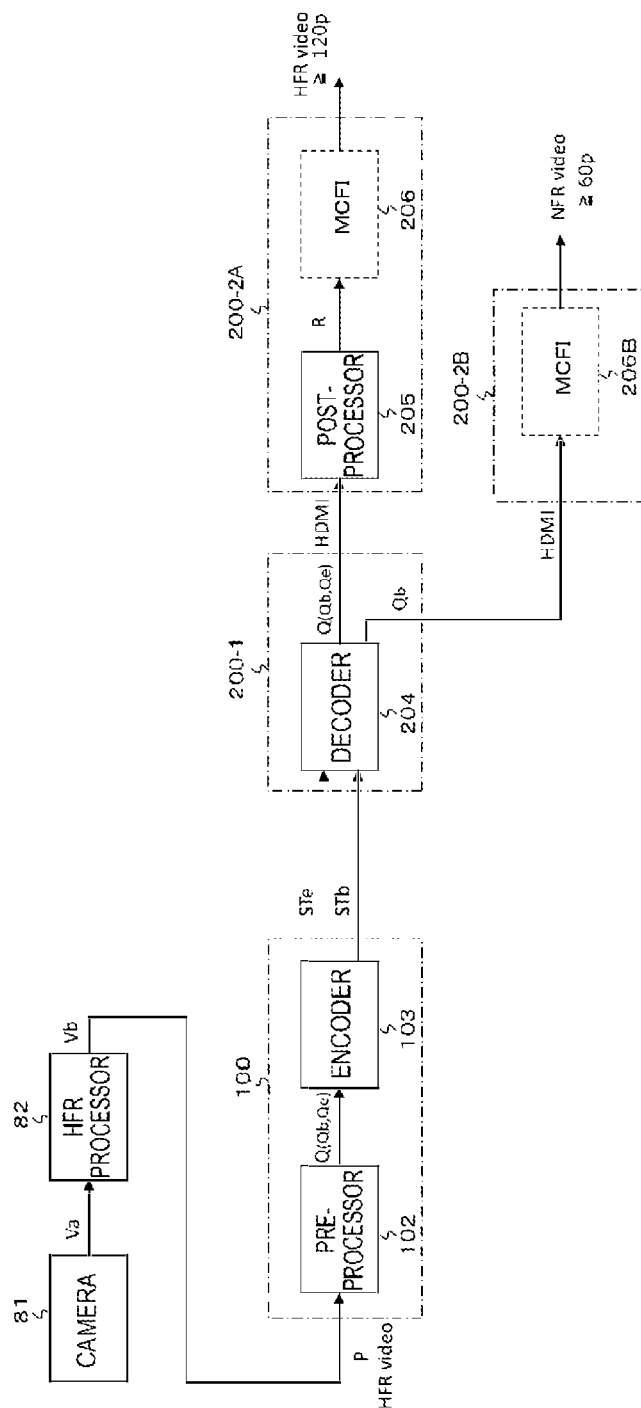 81
CAMERA
Va
82
HFR
PROCESSOR
Vb
100
P
HFR video
PRE-
PROCESSOR
102
Q(Qb,Qe)
ENCODER
103
STe
STb
200-1
DECODER
204
Q(Qb,Qe)
Qb
HDMI
200-2A
POST-
PROCESSOR
205
R
MCFI
206
HFR video
≧ 120p
HDMI
200-2B
MCFI
206B
NFR video
≧ 60p